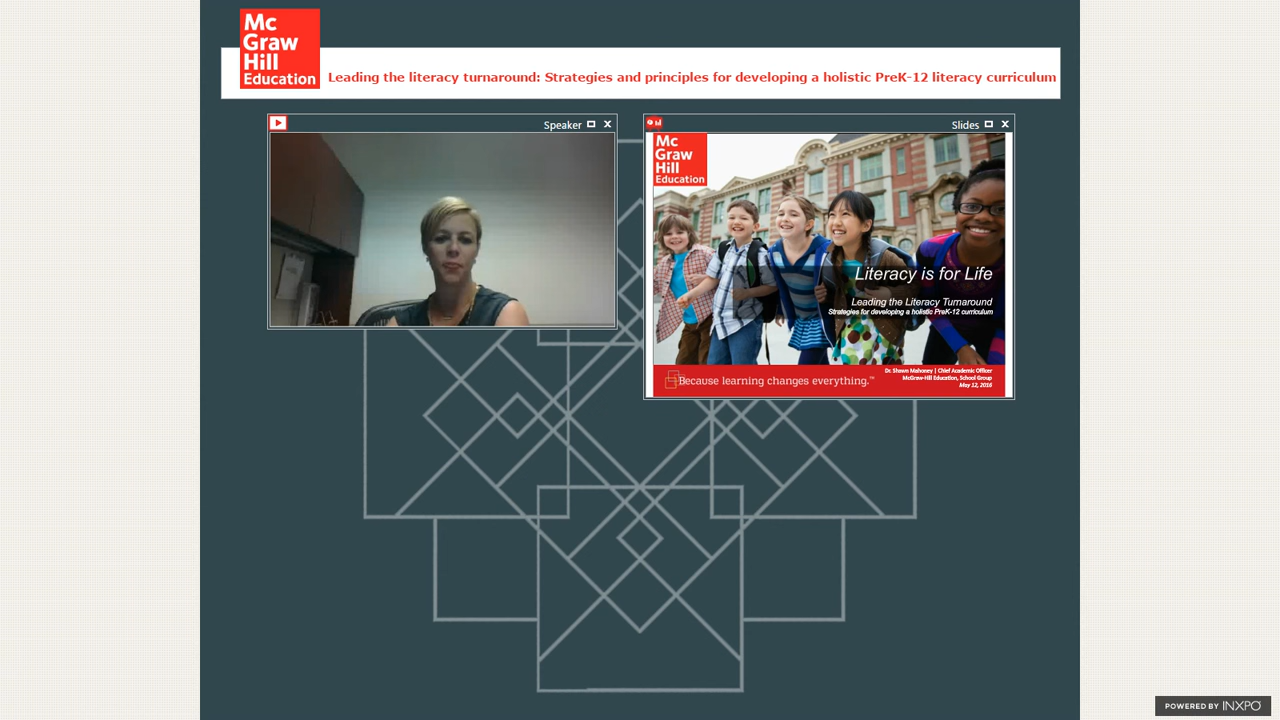 Mc
Graw
Hill
Education
Leading the literacy turnaround: Strategies and principles for developing a holistic PreK-12 literacy curriculum
Speaker
Slides
Mc
Graw
Hill
Education
Literacy is for Life
Leading the Literacy Turnaround
Strategies for developing a holistic PreK-12 curriculum
Because learning changes everything.™
Dr. Shawn Mahoney | Chief Academic Officer
McGraw-Hill Education, School Group
May 12, 2016
POWERED BY INXPO